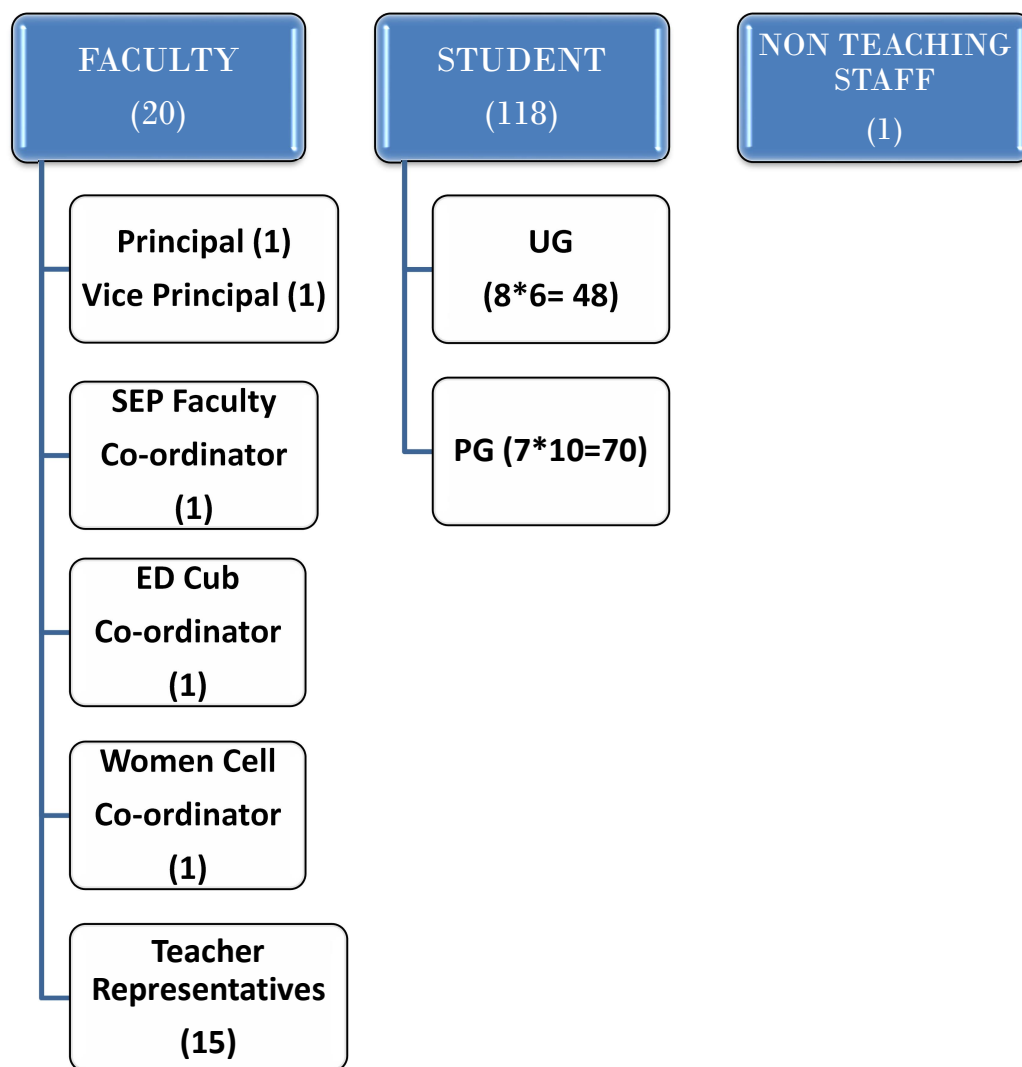 FACULTY
(20)
Principal (1)
Vice Principal (1)
SEP Faculty
Co-ordinator
(1)
ED Cub
Co-ordinator
(1)
Women Cell
Co-ordinator
(1)
Teacher
Representatives
(15)
STUDENT
(118)
UG
(8*6= 48)
PG (7*10=70)
NON TEACHING
STAFF
(1)